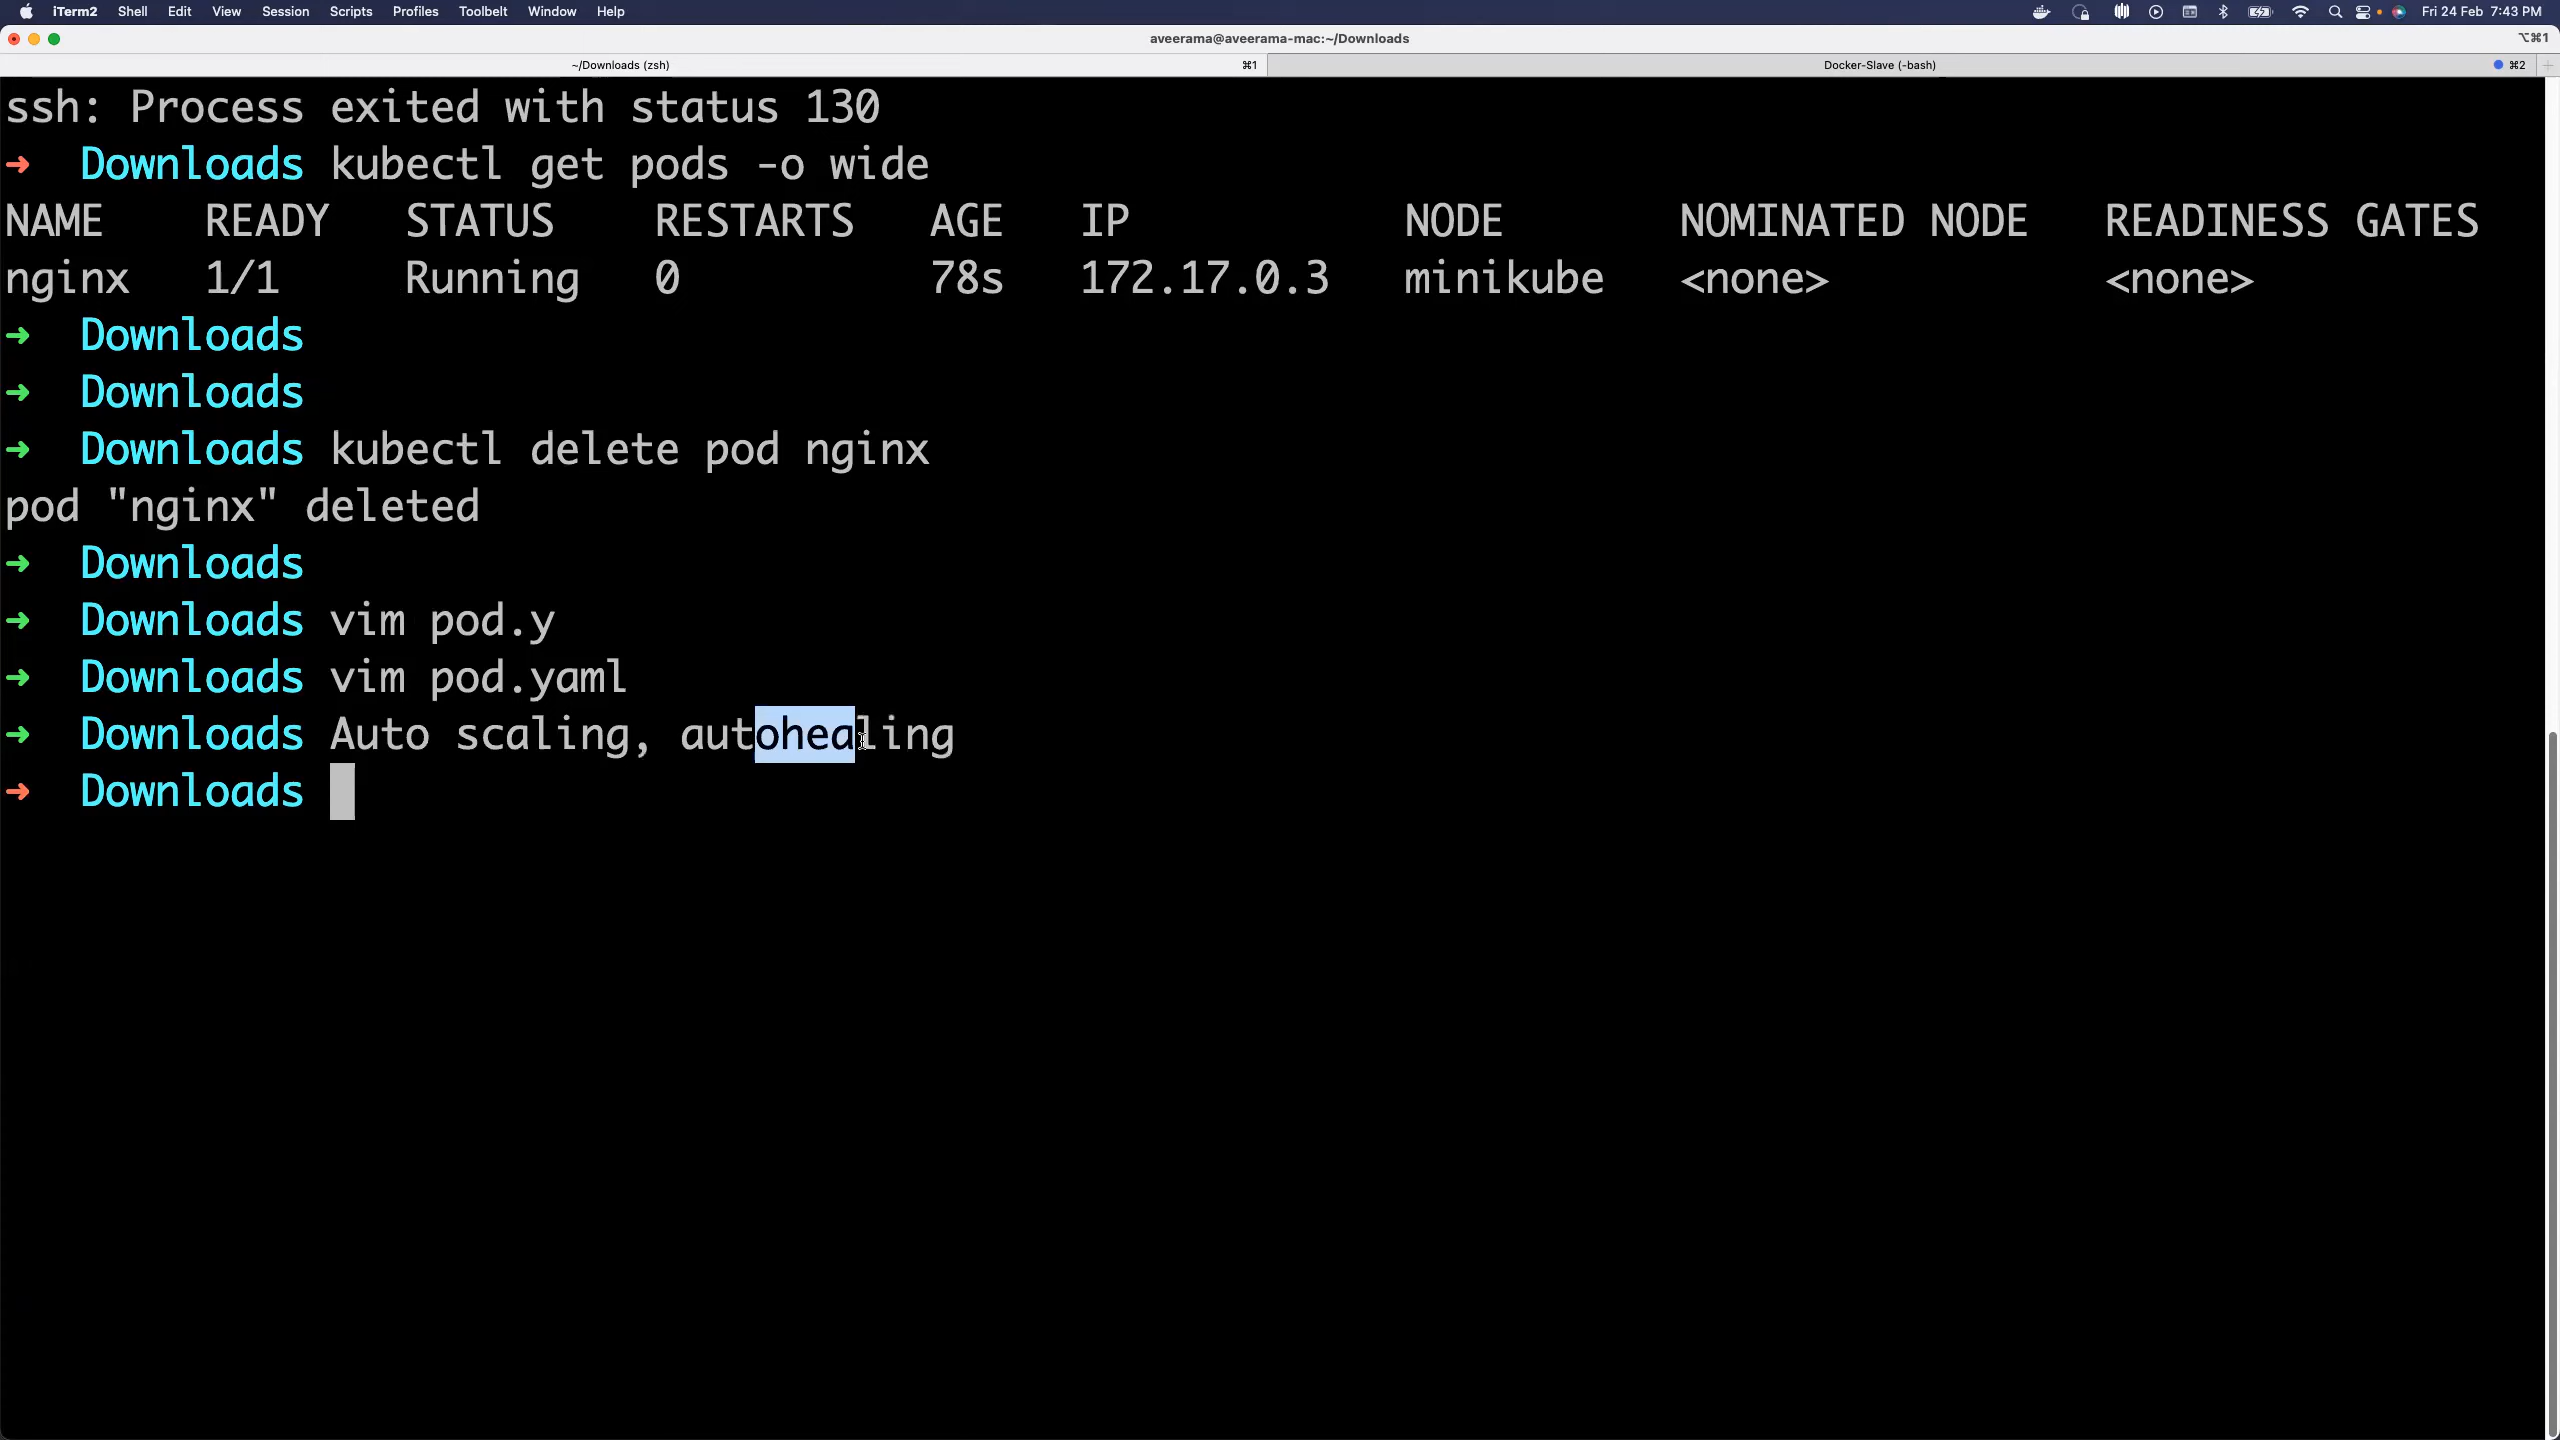 iTerm2 Shell Edit View Session Scripts Profiles Toolbelt Window Help Fri 24 Feb 7:43 PM
aveerama@aveerama-mac:~/Downloads ⌥⌘1
~/Downloads (zsh) ⌘1 Docker-Slave (-bash) ⌘2
ssh: Process exited with status 130
➜ Downloads kubectl get pods -o wide
NAME READY STATUS RESTARTS AGE IP NODE NOMINATED NODE READINESS GATES
nginx 1/1 Running 0 78s 172.17.0.3 minikube <none> <none>
➜ Downloads
➜ Downloads
➜ Downloads kubectl delete pod nginx
pod "nginx" deleted
➜ Downloads
➜ Downloads vim pod.y
➜ Downloads vim pod.yaml
➜ Downloads Auto scaling, autohealing
➜ Downloads